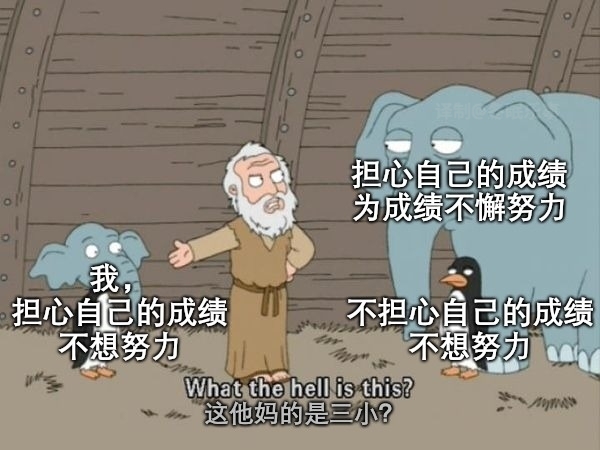 担心自己的成绩
为成绩不懈努力
我，
担心自己的成绩
不想努力
不担心自己的成绩
不想努力
What the hell is this?
这他妈的是三小？